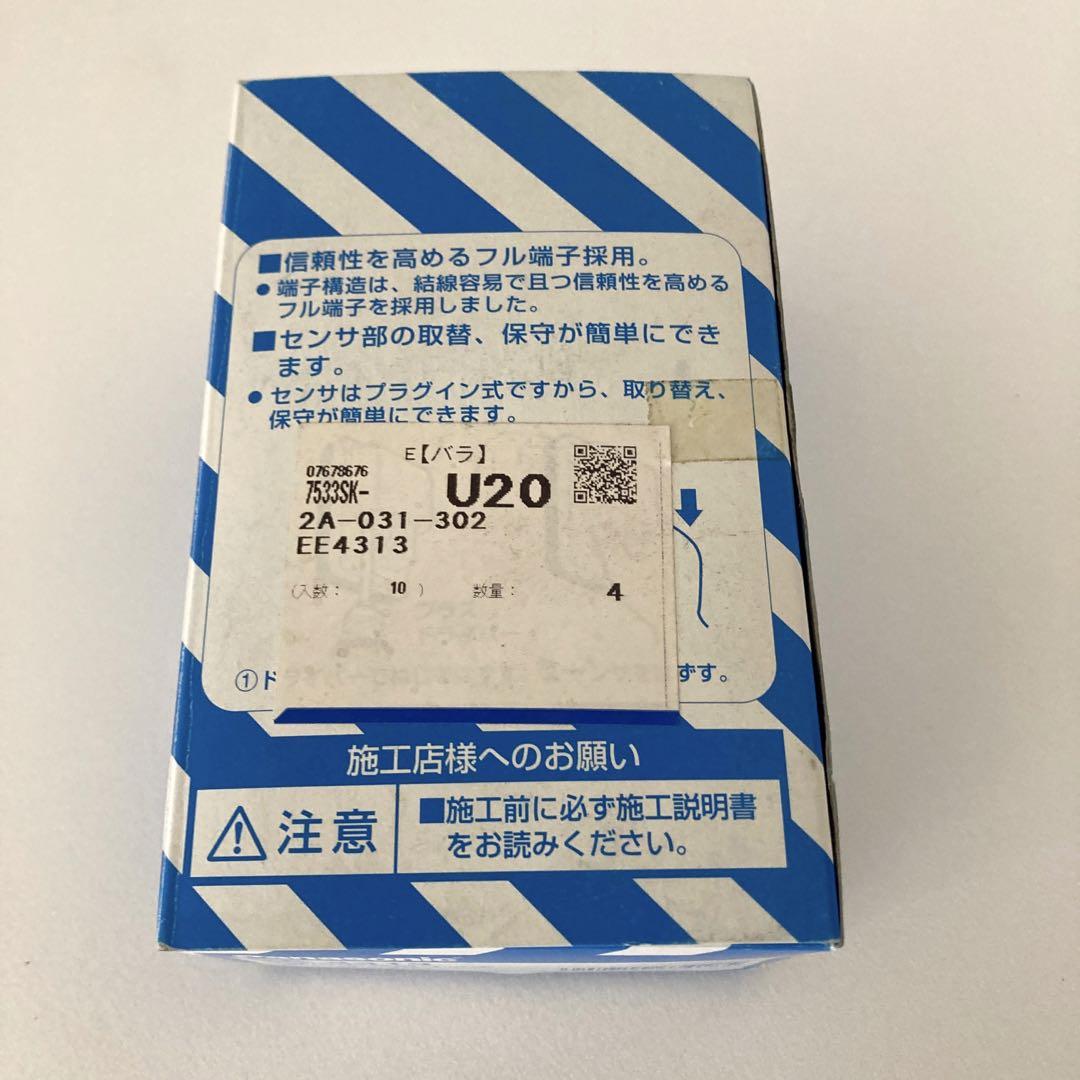 ■信頼性を高めるフル端子採用。
●端子構造は、結線容易で且つ信頼性を高める
フル端子を採用しました。
■センサ部の取替、保守が簡単にでき
ます。
●センサはプラグイン式ですから、取り替え、
保守が簡単にできます。
E【バラ】
07678676
7533SK-
U20
2A-031-302
EE4313
(入数: 10 ) 数量: 4
①ド
ずす。
施工店様へのお願い
注意
■施工前に必ず施工説明書
をお読みください。
Panasonic